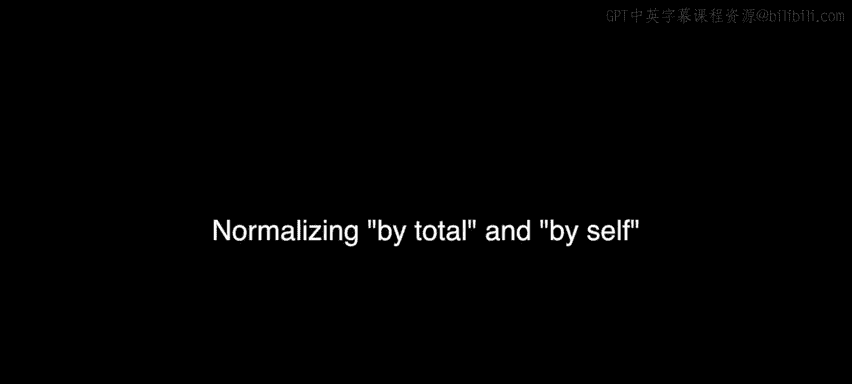 GPT中英字幕课程资源@bilibili.com
Normalizing "by total" and "by self"